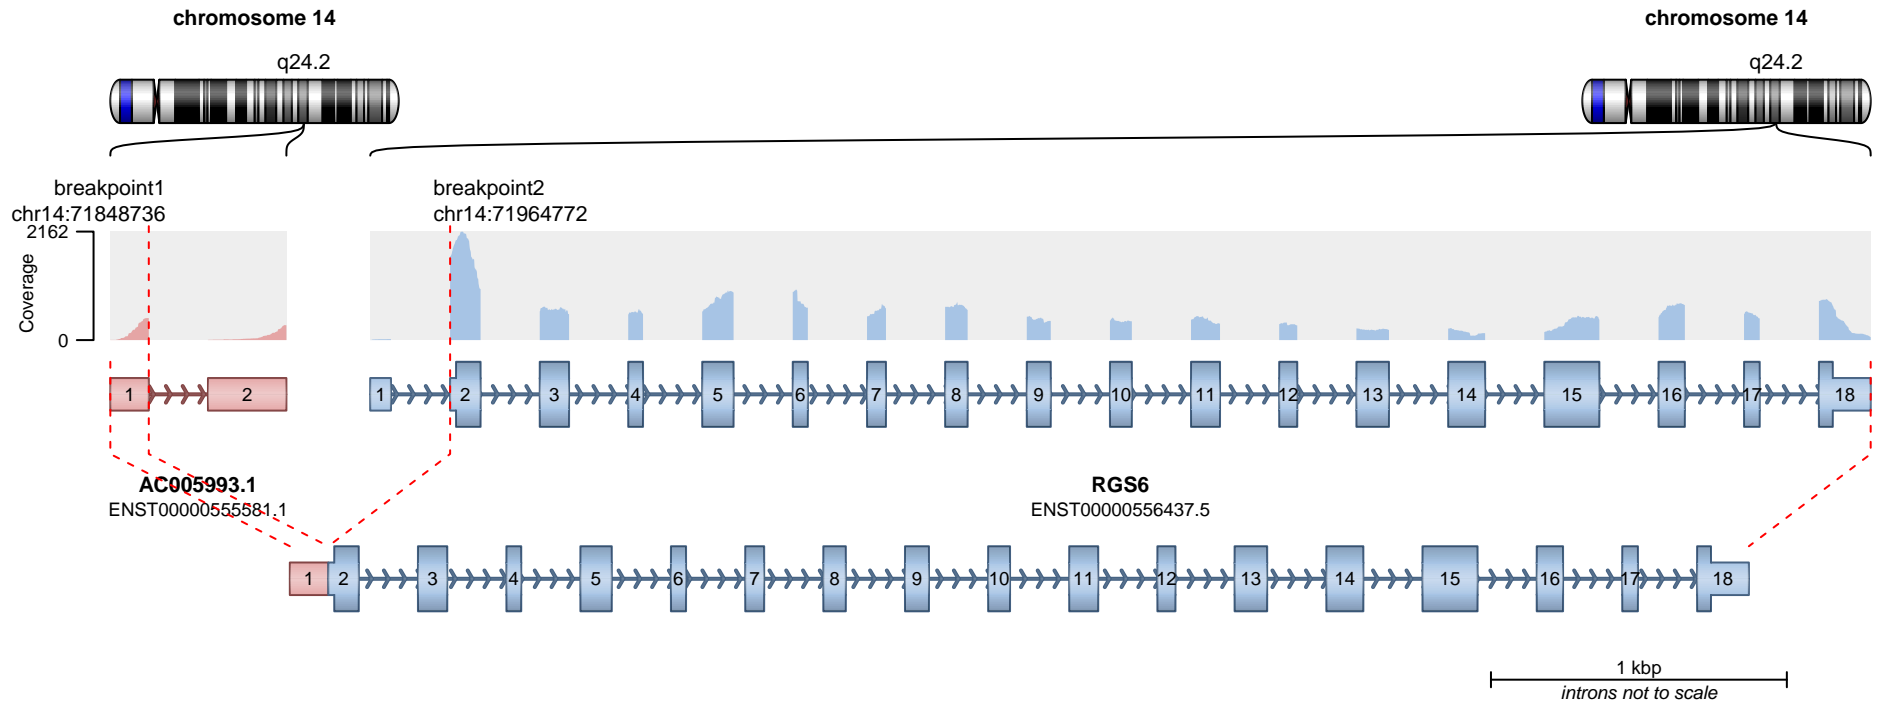 chromosome 14
chromosome 14
q24.2
q24.2
breakpoint1
chr14:71848736
breakpoint2
chr14:71964772
2162
Coverage
0
1 2
1 2 3 4 5 6 7 8 9 10 11 12 13 14 15 16 17 18
AC005993.1
ENST00000555581.1
RGS6
ENST00000556437.5
1 2 3 4 5 6 7 8 9 10 11 12 13 14 15 16 17 18
1 kbp
introns not to scale